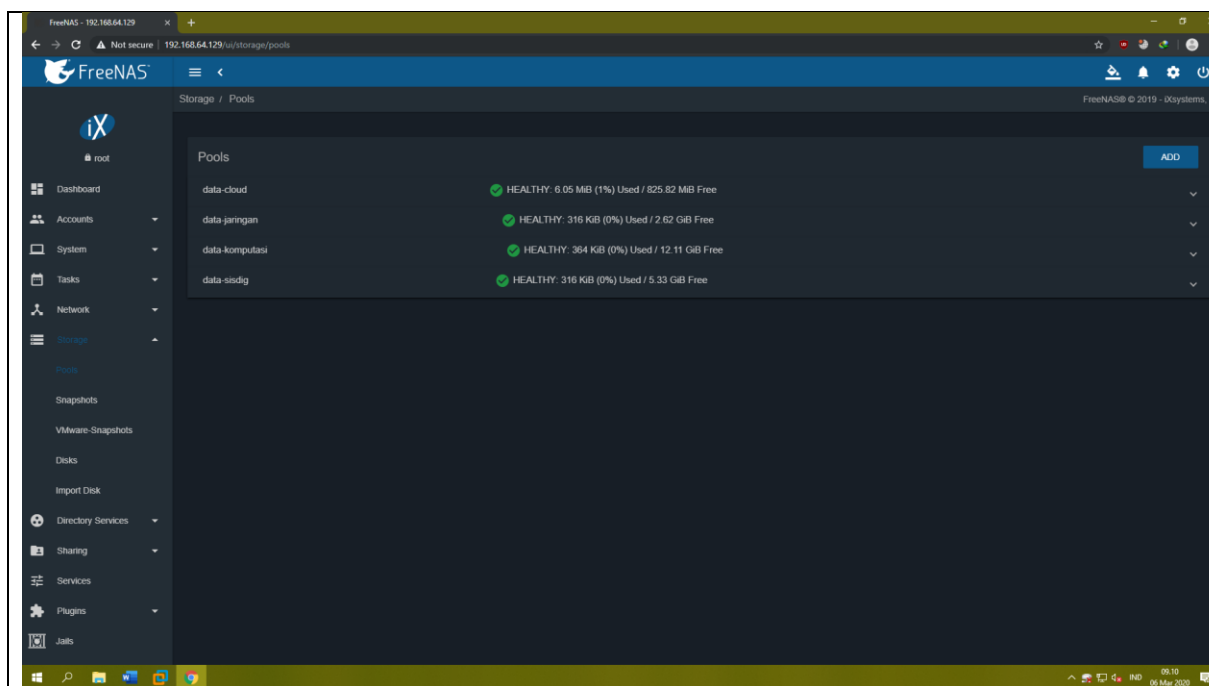 FreeNAS - 192.168.64.129
Not secure | 192.168.64.129/ui/storage/pools
FreeNAS
Storage / Pools
FreeNAS® © 2019 - iXsystems,
iX
root
Pools
ADD
Dashboard
data-cloud HEALTHY: 6.05 MiB (1%) Used / 825.82 MiB Free
Accounts
data-jaringan HEALTHY: 316 KiB (0%) Used / 2.62 GiB Free
System
data-komputasi HEALTHY: 364 KiB (0%) Used / 12.11 GiB Free
Tasks
data-sisdig HEALTHY: 316 KiB (0%) Used / 5.33 GiB Free
Network
Storage
Pools
Snapshots
VMware-Snapshots
Disks
Import Disk
Directory Services
Sharing
Services
Plugins
Jails
IND
09.10
06 Mar 2020